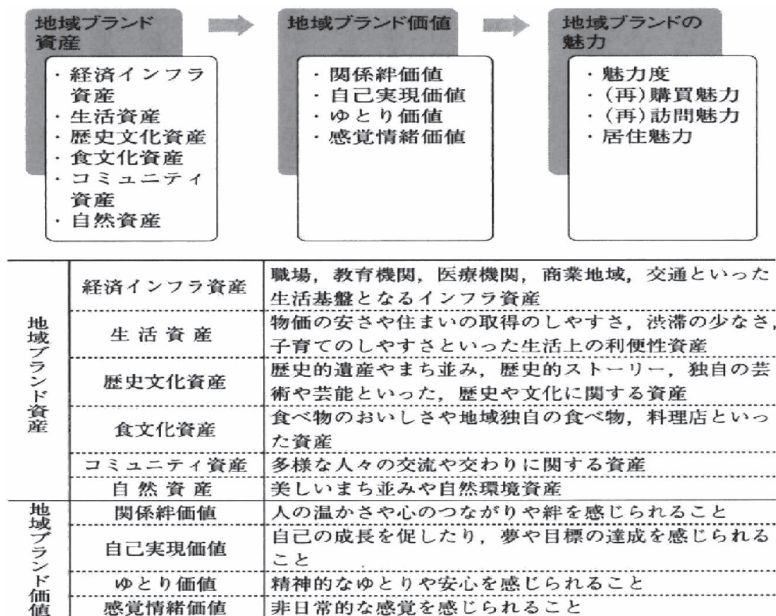 地域ブランド
資産
・経済インフラ
資産
・生活資産
・歴史文化資産
・食文化資産
・コミュニティ
資産
・自然資産
地域ブランド価値
・関係絆価値
・自己実現価値
・ゆとり価値
・感覚情緒価値
地域ブランドの
魅力
・魅力度
・(再)購買魅力
・(再)訪問魅力
・居住魅力
地域ブランド資産
経済インフラ資産
職場，教育機関，医療機関，商業地域，交通といった
生活基盤となるインフラ資産
生活資産
物価の安さや住まいの取得のしやすさ，渋滞の少なさ，
子育てのしやすさといった生活上の利便性資産
歴史文化資産
歴史的遺産やまち並み，歴史的ストーリー，独自の芸
術や芸能といった，歴史や文化に関する資産
食文化資産
食べ物のおいしさや地域独自の食べ物，料理店といっ
た資産
コミュニティ資産
多様な人々の交流や交わりに関する資産
自然資産
美しいまち並みや自然環境資産
地域ブランド価値
関係絆価値
人の温かさや心のつながりや絆を感じられること
自己実現価値
自己の成長を促したり，夢や目標の達成を感じられる
こと
ゆとり価値
精神的なゆとりや安心を感じられること
感覚情緒価値
非日常的な感覚を感じられること